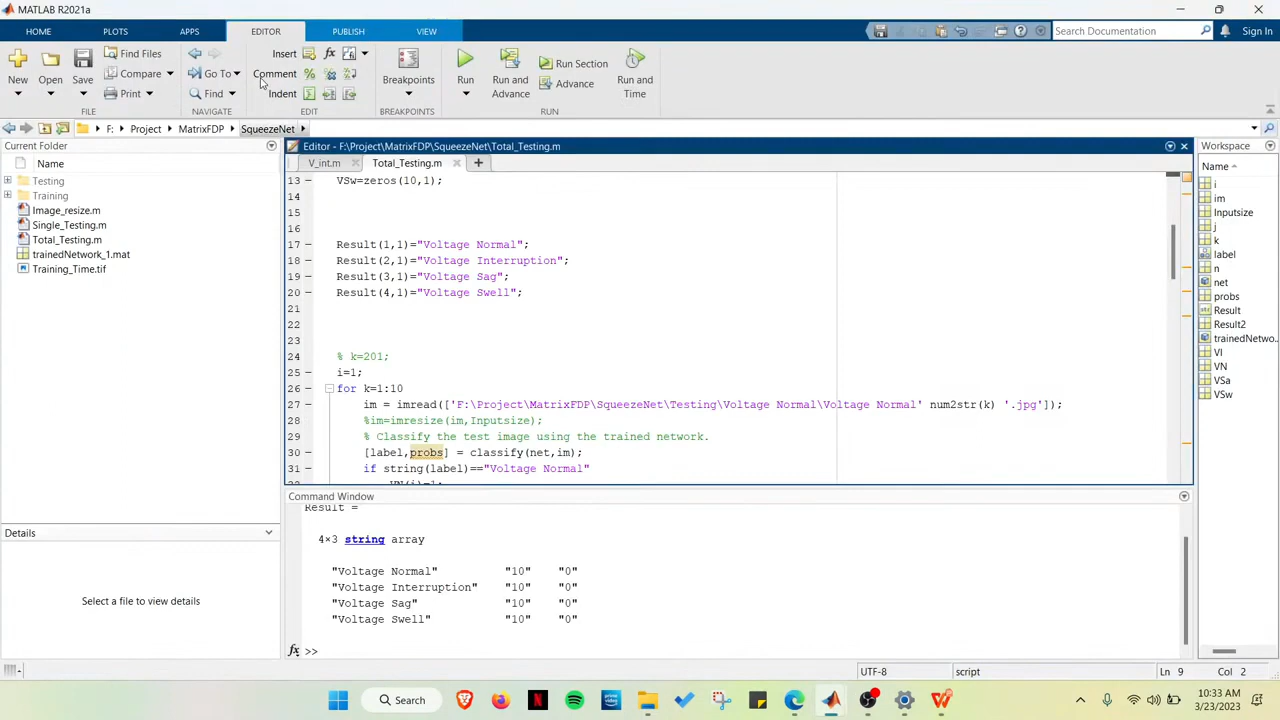 MATLAB R2021a
HOME PLOTS APPS EDITOR PUBLISH VIEW
Search Documentation Sign In
New Open Save Find Files Compare Print
Go To Find
Insert fx Comment % Indent
Breakpoints Run Run and Advance Run Section Advance Run and Time
FILE NAVIGATE EDIT BREAKPOINTS RUN
F: Project MatrixFDP SqueezeNet
Current Folder
Name
Testing
Training
Image_resize.m
Single_Testing.m
Total_Testing.m
trainedNetwork_1.mat
Training_Time.tif
Details
Select a file to view details
Editor - F:\Project\MatrixFDP\SqueezeNet\Total_Testing.m
V_int.m Total_Testing.m
13 VSw=zeros(10,1);
14
15
16
17 Result(1,1)="Voltage Normal";
18 Result(2,1)="Voltage Interruption";
19 Result(3,1)="Voltage Sag";
20 Result(4,1)="Voltage Swell";
21
22
23
24 % k=201;
25 i=1;
26 for k=1:10
27 im = imread(['F:\Project\MatrixFDP\SqueezeNet\Testing\Voltage Normal\Voltage Normal' num2str(k) '.jpg']);
28 %im=imresize(im,Inputsize);
29 % Classify the test image using the trained network.
30 [label,probs] = classify(net,im);
31 if string(label)=="Voltage Normal"
Command Window
Result =
4×3 string array
"Voltage Normal" "10" "0"
"Voltage Interruption" "10" "0"
"Voltage Sag" "10" "0"
"Voltage Swell" "10" "0"
fx >>
Workspace
Name
i
im
Inputsize
j
k
label
n
net
probs
Result
Result2
trainedNetwo...
VI
VN
VSa
VSw
UTF-8 script Ln 9 Col 2
Search
10:33 AM
3/23/2023